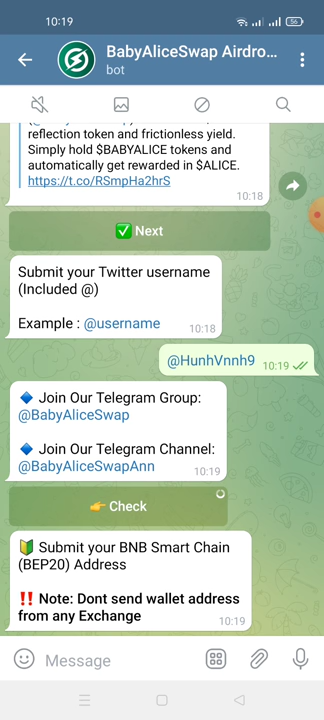 10:19
56
BabyAliceSwap Airdro...
bot
reflection token and frictionless yield.
Simply hold $BABYALICE tokens and
automatically get rewarded in $ALICE.
https://t.co/RSmpHa2hrS
10:18
✅ Next
Submit your Twitter username
(Included @)
Example : @username
10:18
@HunhVnnh9
10:19
🔹 Join Our Telegram Group:
@BabyAliceSwap
🔹 Join Our Telegram Channel:
@BabyAliceSwapAnn
10:19
👉 Check
🔰 Submit your BNB Smart Chain
(BEP20) Address
‼️ Note: Dont send wallet address
from any Exchange
10:19
Message